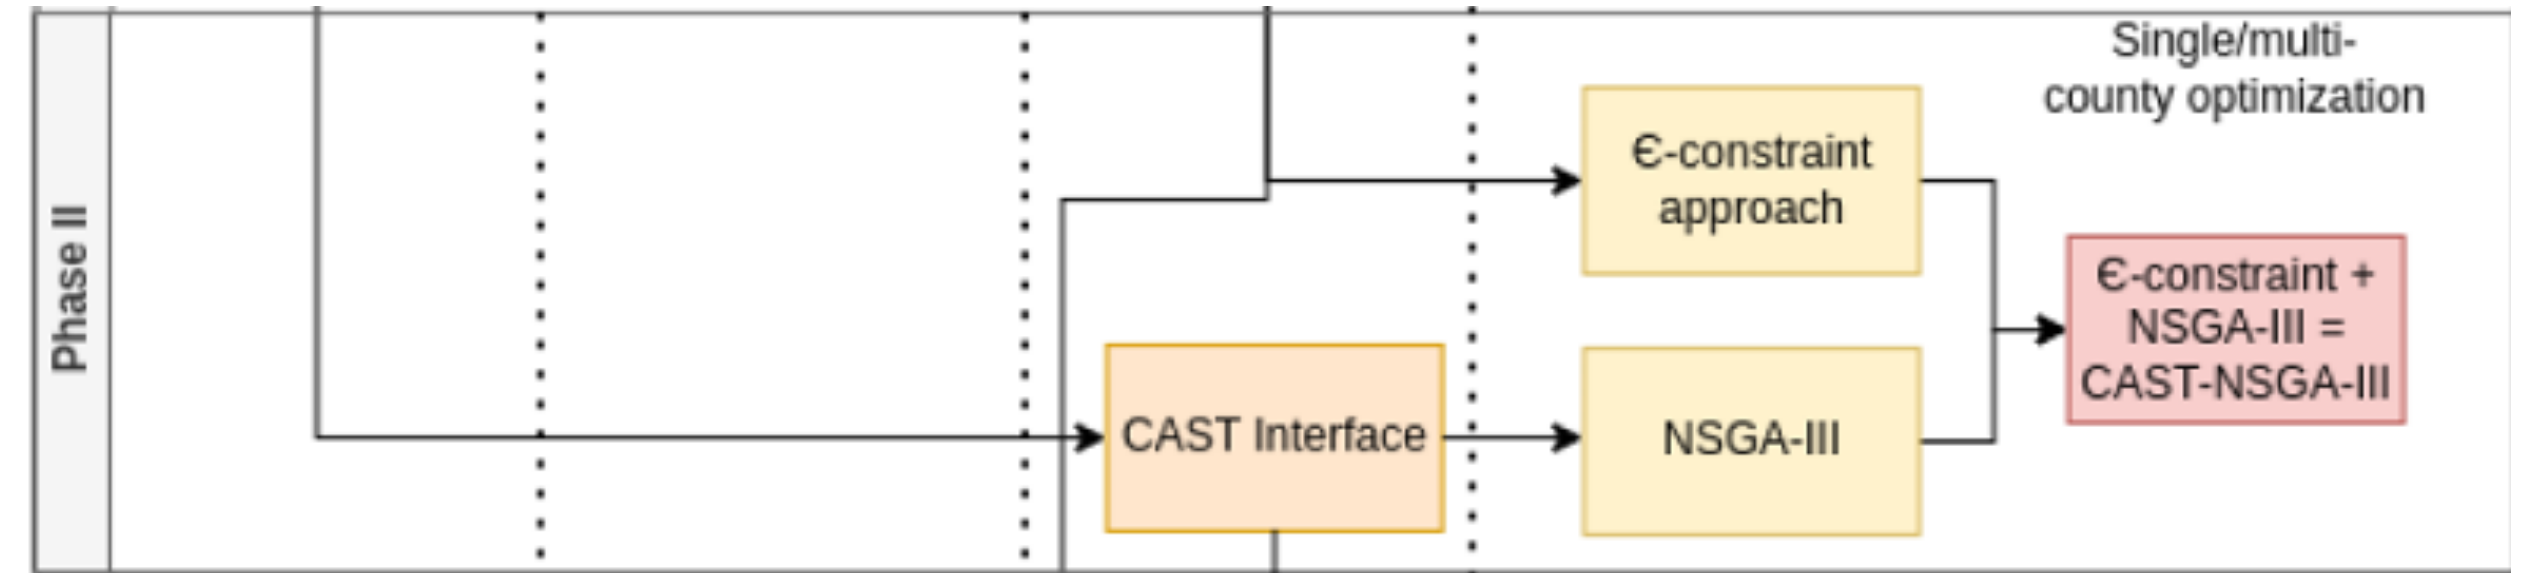 Phase II
Single/multi-
county optimization
Є-constraint
approach
Є-constraint +
NSGA-III =
CAST-NSGA-III
CAST Interface
NSGA-III